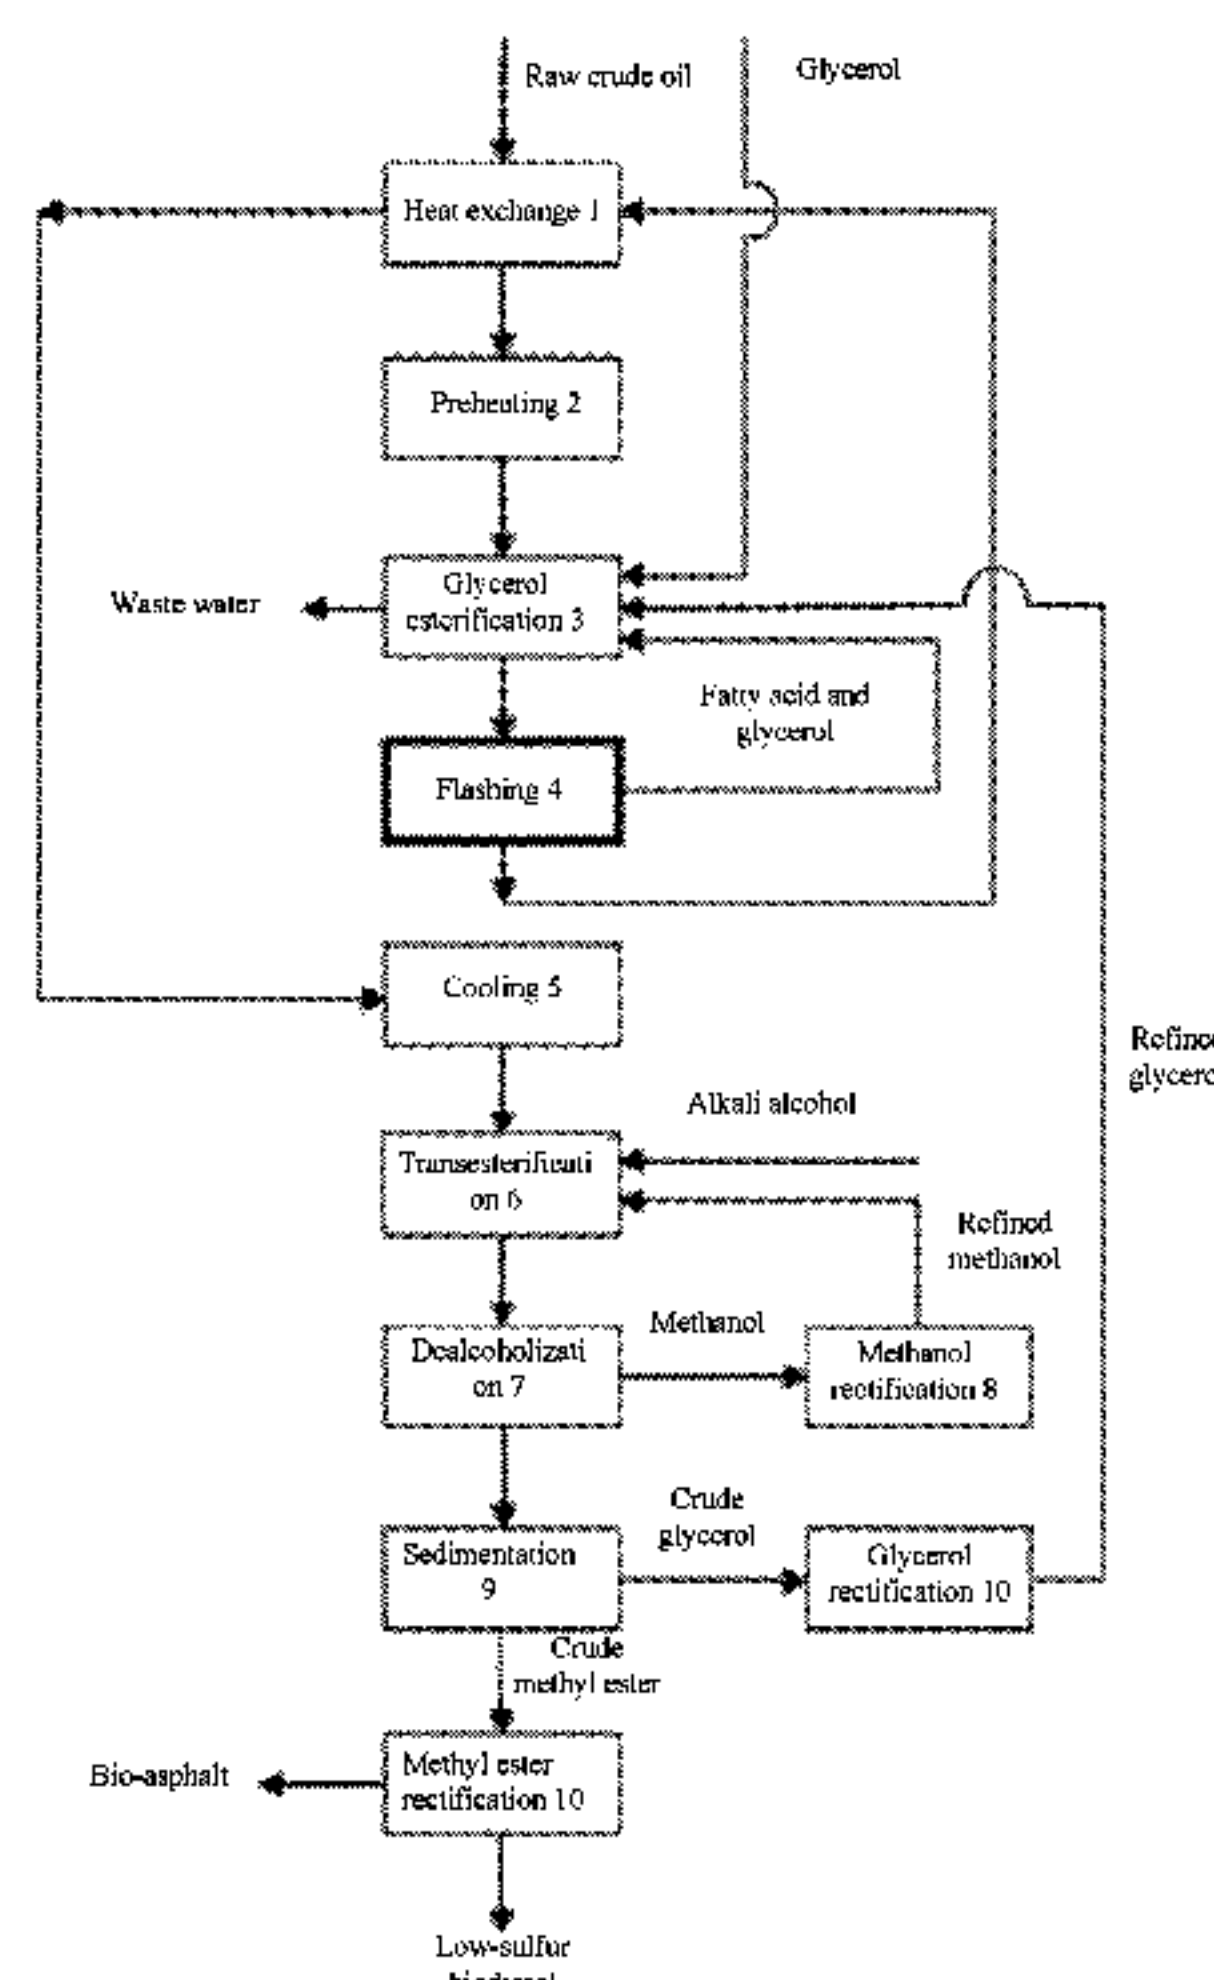 Raw crude oil
Glycerol
Heat exchange 1
Preheating 2
Glycerol
esterification 3
Waste water
Fatty acid and
glycerol
Flashing 4
Cooling 5
Alkali alcohol
Transesterificati
on 6
Refined
methanol
Dealcoholizati
on 7
Methanol
Methanol
rectification 8
Sedimentation
9
Crude
glycerol
Glycerol
rectification 10
Crude
methyl ester
Methyl ester
rectification 10
Bio-asphalt
Low-sulfur